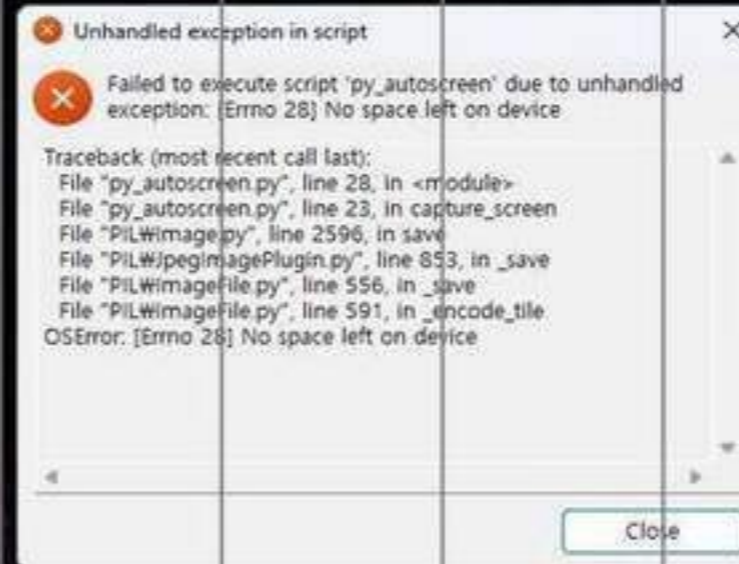 Unhandled exception in script
Failed to execute script 'py_autoscreen' due to unhandled
exception: [Errno 28] No space left on device
Traceback (most recent call last):
File "py_autoscreen.py", line 28, in <module>
File "py_autoscreen.py", line 23, in capture_screen
File "PIL₩Image.py", line 2596, in save
File "PIL₩JpegImagePlugin.py", line 853, in _save
File "PIL₩ImageFile.py", line 556, in _save
File "PIL₩ImageFile.py", line 591, in _encode_tile
OSError: [Errno 28] No space left on device
Close